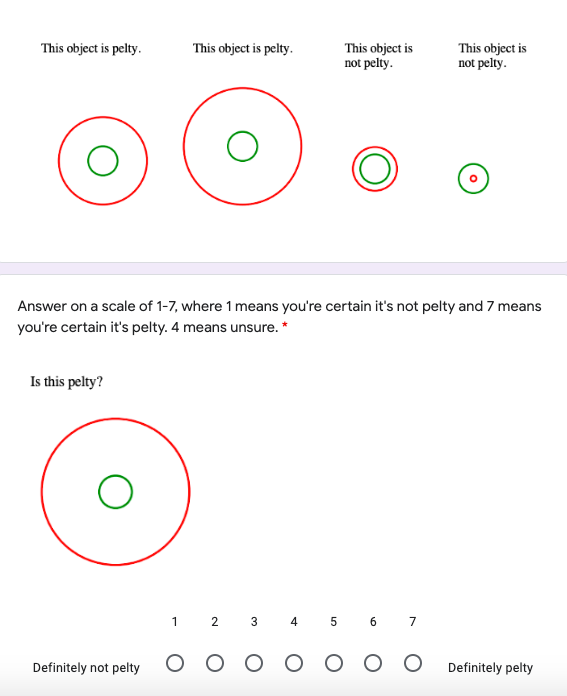 This object is pelty.
This object is pelty.
This object is
not pelty.
This object is
not pelty.
Answer on a scale of 1-7, where 1 means you're certain it's not pelty and 7 means
you're certain it's pelty. 4 means unsure. *
Is this pelty?
1 2 3 4 5 6 7
Definitely not pelty
Definitely pelty